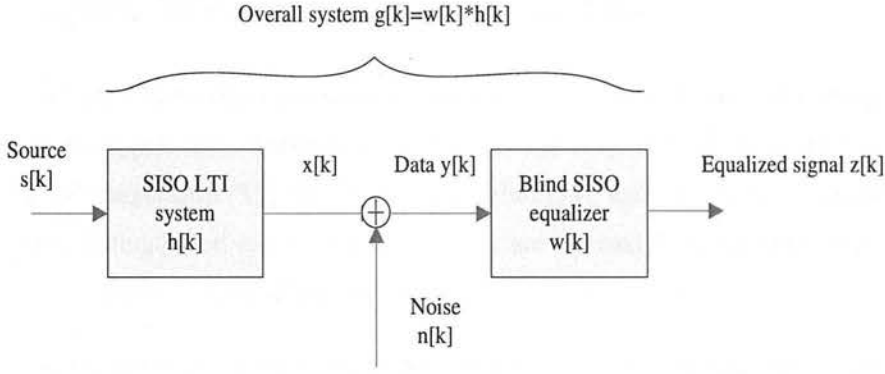 Overall system g[k]=w[k]*h[k]
Source
s[k]
SISO LTI
system
h[k]
x[k]
Data y[k]
Blind SISO
equalizer
w[k]
Equalized signal z[k]
Noise
n[k]